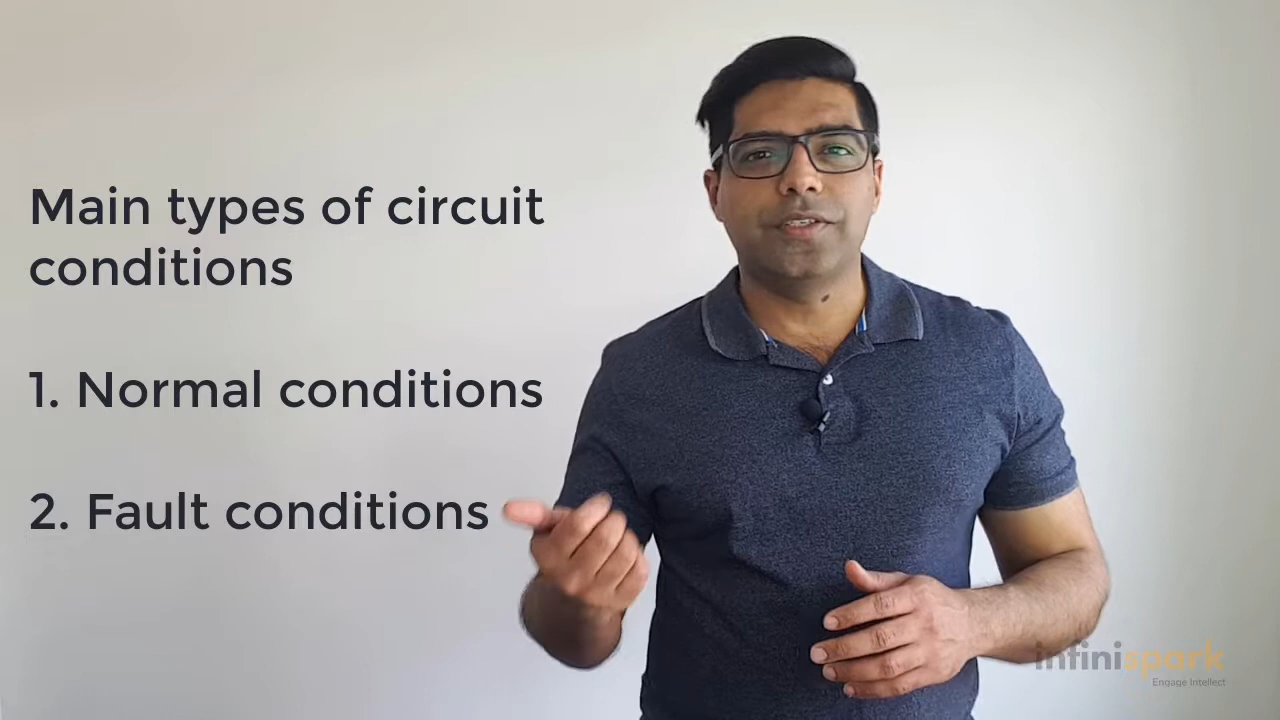 Main types of circuit
conditions
1. Normal conditions
2. Fault conditions
infinispark
Engage Intellect